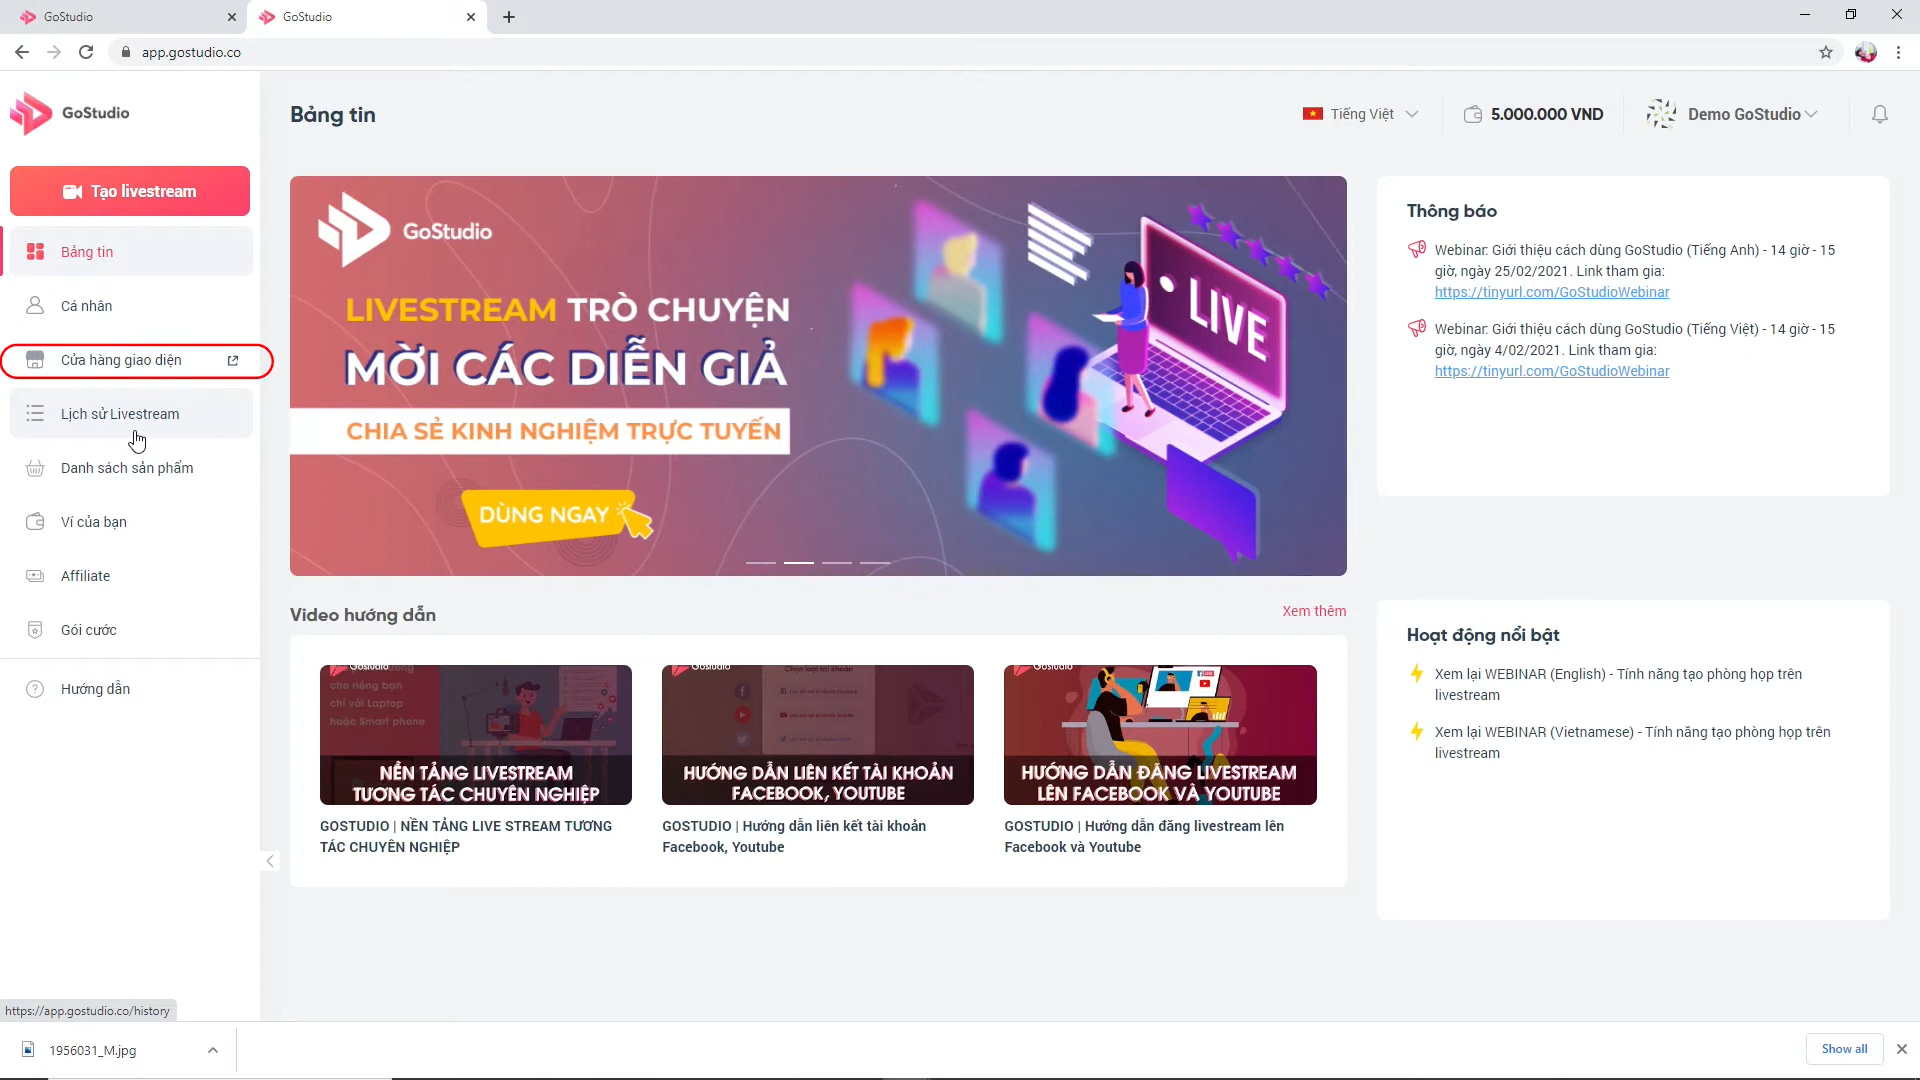 GoStudio
GoStudio
app.gostudio.co
GoStudio
Bảng tin
Tiếng Việt
5.000.000 VND
Demo GoStudio
Tạo livestream
Bảng tin
Cá nhân
Cửa hàng giao diện
Lịch sử Livestream
Danh sách sản phẩm
Ví của bạn
Affiliate
Gói cước
Hướng dẫn
GoStudio
LIVESTREAM TRÒ CHUYỆN
MỜI CÁC DIỄN GIẢ
CHIA SẺ KINH NGHIỆM TRỰC TUYẾN
DÙNG NGAY
LIVE
Thông báo
Webinar: Giới thiệu cách dùng GoStudio (Tiếng Anh) - 14 giờ - 15
giờ, ngày 25/02/2021. Link tham gia:
https://tinyurl.com/GoStudioWebinar
Webinar: Giới thiệu cách dùng GoStudio (Tiếng Việt) - 14 giờ - 15
giờ, ngày 4/02/2021. Link tham gia:
https://tinyurl.com/GoStudioWebinar
Video hướng dẫn
Xem thêm
cho riêng bạn
chỉ với Laptop
hoặc Smart phone
NỀN TẢNG LIVESTREAM
TƯƠNG TÁC CHUYÊN NGHIỆP
GOSTUDIO | NỀN TẢNG LIVE STREAM TƯƠNG
TÁC CHUYÊN NGHIỆP
HƯỚNG DẪN LIÊN KẾT TÀI KHOẢN
FACEBOOK, YOUTUBE
GOSTUDIO | Hướng dẫn liên kết tài khoản
Facebook, Youtube
HƯỚNG DẪN ĐĂNG LIVESTREAM
LÊN FACEBOOK VÀ YOUTUBE
GOSTUDIO | Hướng dẫn đăng livestream lên
Facebook và Youtube
Hoạt động nổi bật
Xem lại WEBINAR (English) - Tính năng tạo phòng họp trên
livestream
Xem lại WEBINAR (Vietnamese) - Tính năng tạo phòng họp trên
livestream
https://app.gostudio.co/history
1956031_M.jpg
Show all